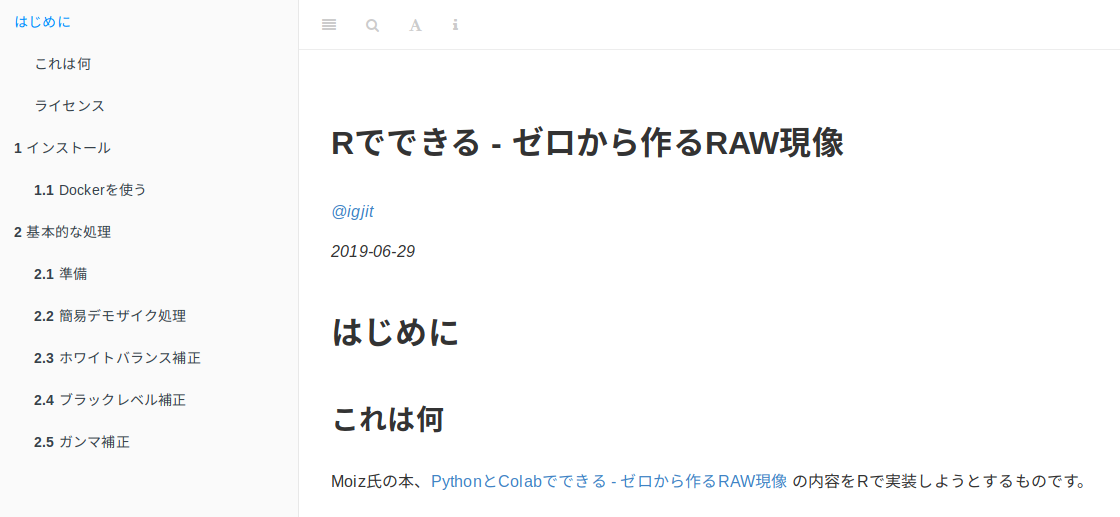 はじめに
これは何
ライセンス
1 インストール
1.1 Dockerを使う
2 基本的な処理
2.1 準備
2.2 簡易デモザイク処理
2.3 ホワイトバランス補正
2.4 ブラックレベル補正
2.5 ガンマ補正
Rでできる - ゼロから作るRAW現像
@igjit
2019-06-29
はじめに
これは何
Moiz氏の本、PythonとColabでできる - ゼロから作るRAW現像 の内容をRで実装しようとするものです。